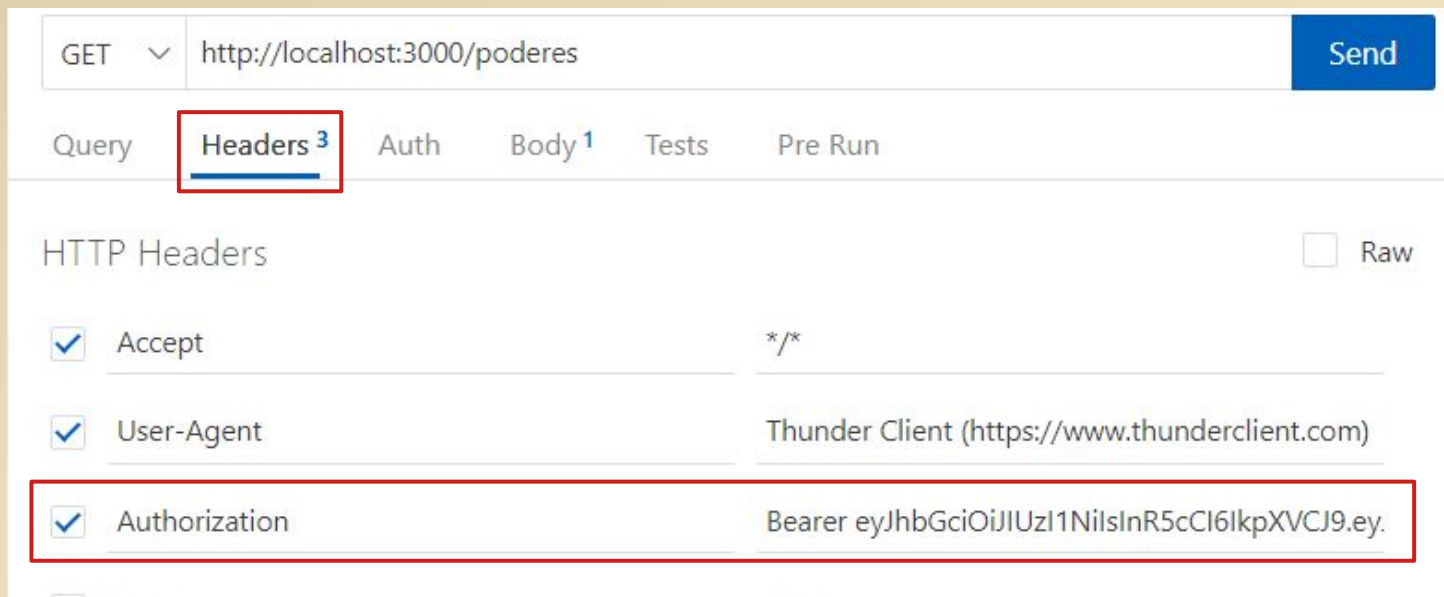 GET http://localhost:3000/poderes Send
Query Headers 3 Auth Body 1 Tests Pre Run
HTTP Headers Raw
Accept */*
User-Agent Thunder Client (https://www.thunderclient.com)
Authorization Bearer eyJhbGciOiJIUzI1NiIsInR5cCI6IkpXVCJ9.ey.